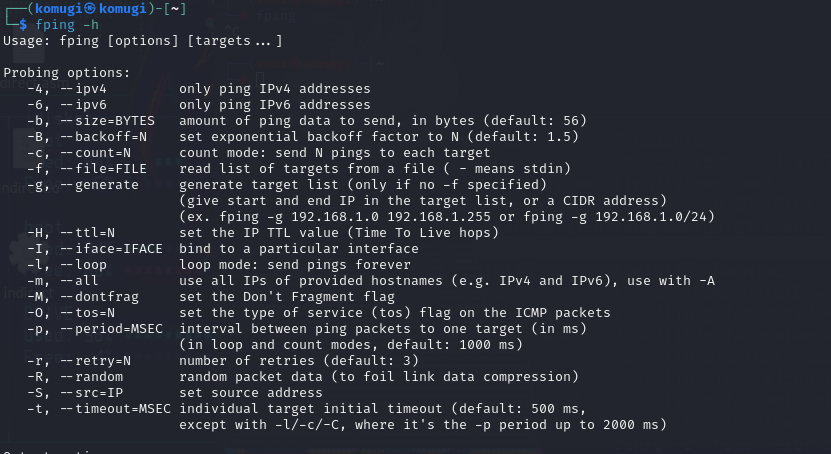 ┌──(komugi㉿komugi)-[~]
└─$ fping -h
Usage: fping [options] [targets...]

Probing options:
   -4, --ipv4         only ping IPv4 addresses
   -6, --ipv6         only ping IPv6 addresses
   -b, --size=BYTES   amount of ping data to send, in bytes (default: 56)
   -B, --backoff=N    set exponential backoff factor to N (default: 1.5)
   -c, --count=N      count mode: send N pings to each target
   -f, --file=FILE    read list of targets from a file ( - means stdin)
   -g, --generate     generate target list (only if no -f specified)
                      (give start and end IP in the target list, or a CIDR address)
                      (ex. fping -g 192.168.1.0 192.168.1.255 or fping -g 192.168.1.0/24)
   -H, --ttl=N        set the IP TTL value (Time To Live hops)
   -I, --iface=IFACE  bind to a particular interface
   -l, --loop         loop mode: send pings forever
   -m, --all          use all IPs of provided hostnames (e.g. IPv4 and IPv6), use with -A
   -M, --dontfrag     set the Don't Fragment flag
   -O, --tos=N        set the type of service (tos) flag on the ICMP packets
   -p, --period=MSEC  interval between ping packets to one target (in ms)
                      (in loop and count modes, default: 1000 ms)
   -r, --retry=N      number of retries (default: 3)
   -R, --random       random packet data (to foil link data compression)
   -S, --src=IP       set source address
   -t, --timeout=MSEC individual target initial timeout (default: 500 ms,
                      except with -l/-c/-C, where it's the -p period up to 2000 ms)